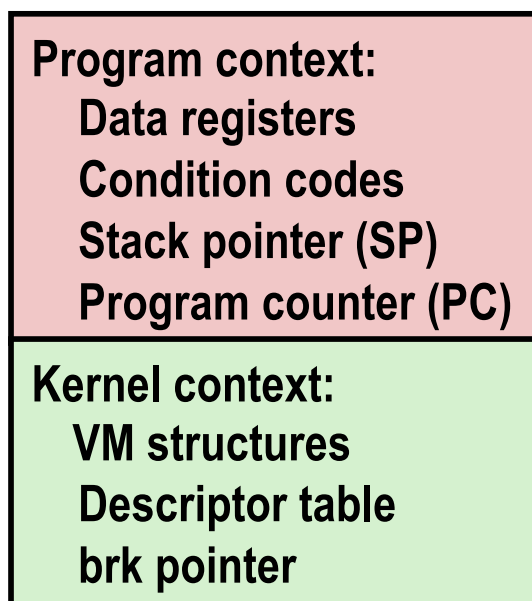 Program context:
Data registers
Condition codes
Stack pointer (SP)
Program counter (PC)
Kernel context:
VM structures
Descriptor table
brk pointer